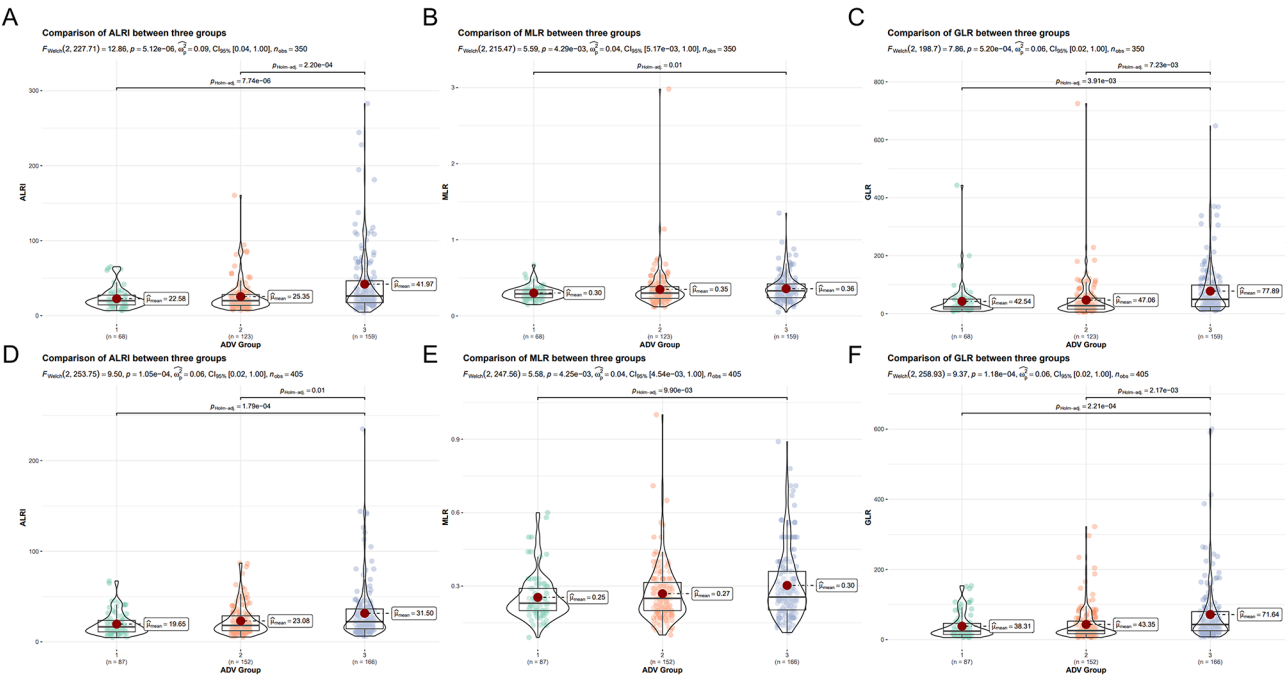 A
Comparison of ALRI between three groups
F Welch (2, 227.71) = 12.86, p = 5.12e−06, ω̂²p = 0.09, CI95% [0.04, 1.00], nobs = 350
pHolm−adj. = 2.20e−04
pHolm−adj. = 7.74e−06
300
200
100
0
ALRI
μ̂mean = 22.58
μ̂mean = 25.35
μ̂mean = 41.97
1 2 3
(n = 68) (n = 123) (n = 159)
ADV Group
B
Comparison of MLR between three groups
F Welch (2, 215.47) = 5.59, p = 4.29e−03, ω̂²p = 0.04, CI95% [5.17e−03, 1.00], nobs = 350
pHolm−adj. = 0.01
3
2
1
0
MLR
μ̂mean = 0.30
μ̂mean = 0.35
μ̂mean = 0.36
1 2 3
(n = 68) (n = 123) (n = 159)
ADV Group
C
Comparison of GLR between three groups
F Welch (2, 198.7) = 7.86, p = 5.20e−04, ω̂²p = 0.06, CI95% [0.02, 1.00], nobs = 350
pHolm−adj. = 7.23e−03
pHolm−adj. = 3.91e−03
800
600
400
200
0
GLR
μ̂mean = 42.54
μ̂mean = 47.06
μ̂mean = 77.89
1 2 3
(n = 68) (n = 123) (n = 159)
ADV Group
D
Comparison of ALRI between three groups
F Welch (2, 253.75) = 9.50, p = 1.05e−04, ω̂²p = 0.06, CI95% [0.02, 1.00], nobs = 405
pHolm−adj. = 0.01
pHolm−adj. = 1.79e−04
200
100
0
ALRI
μ̂mean = 19.65
μ̂mean = 23.08
μ̂mean = 31.50
1 2 3
(n = 87) (n = 152) (n = 166)
ADV Group
E
Comparison of MLR between three groups
F Welch (2, 247.56) = 5.58, p = 4.25e−03, ω̂²p = 0.04, CI95% [4.54e−03, 1.00], nobs = 405
pHolm−adj. = 9.90e−03
0.9
0.6
0.3
MLR
μ̂mean = 0.25
μ̂mean = 0.27
μ̂mean = 0.30
1 2 3
(n = 87) (n = 152) (n = 166)
ADV Group
F
Comparison of GLR between three groups
F Welch (2, 258.93) = 9.37, p = 1.18e−04, ω̂²p = 0.06, CI95% [0.02, 1.00], nobs = 405
pHolm−adj. = 2.17e−03
pHolm−adj. = 2.21e−04
600
400
200
0
GLR
μ̂mean = 38.31
μ̂mean = 43.35
μ̂mean = 71.64
1 2 3
(n = 87) (n = 152) (n = 166)
ADV Group